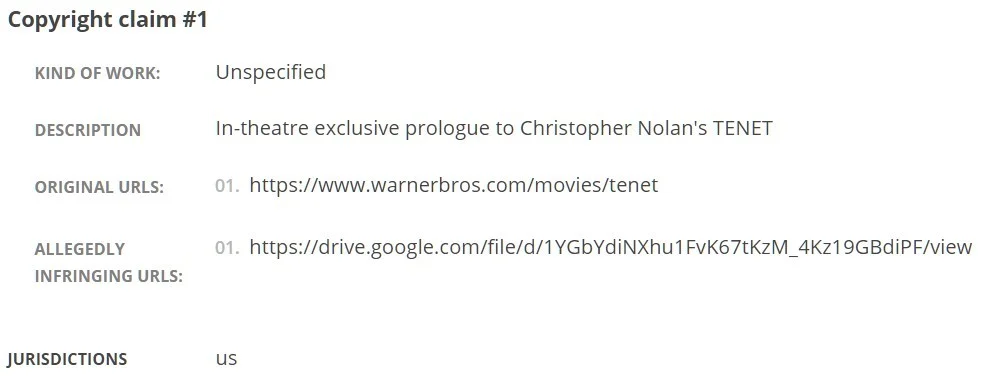 Copyright claim #1
KIND OF WORK: Unspecified
DESCRIPTION In-theatre exclusive prologue to Christopher Nolan's TENET
ORIGINAL URLS: 01. https://www.warnerbros.com/movies/tenet
ALLEGEDLY 01. https://drive.google.com/file/d/1YGbYdiNXhu1FvK67tKzM_4Kz19GBdiPF/view
INFRINGING URLS:
JURISDICTIONS us